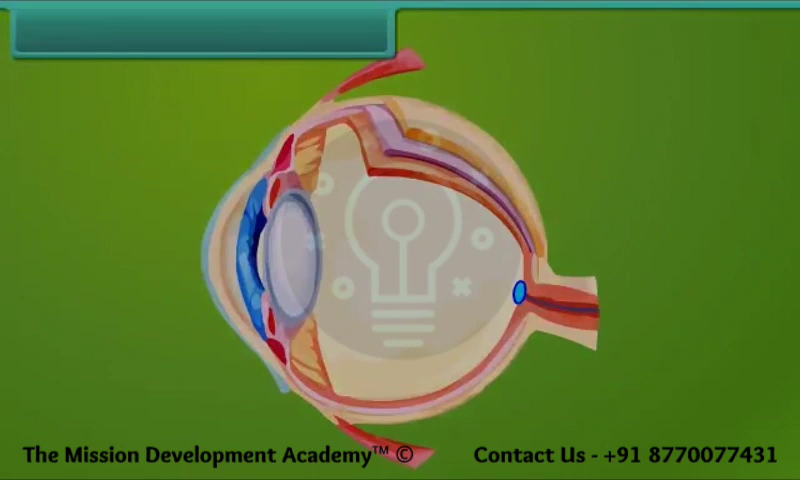 The Mission Development Academy™ © Contact Us - +91 8770077431